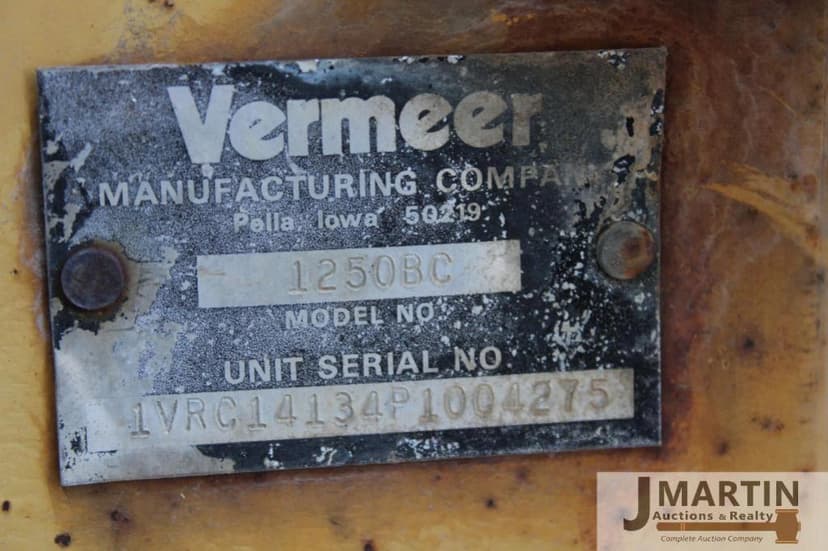 Vermeer
MANUFACTURING COMPANY
Pella Iowa 50219
1250BC
MODEL NO
UNIT SERIAL NO
1VRC14134P1004275
J MARTIN
Auctions & Realty
Complete Auction Company